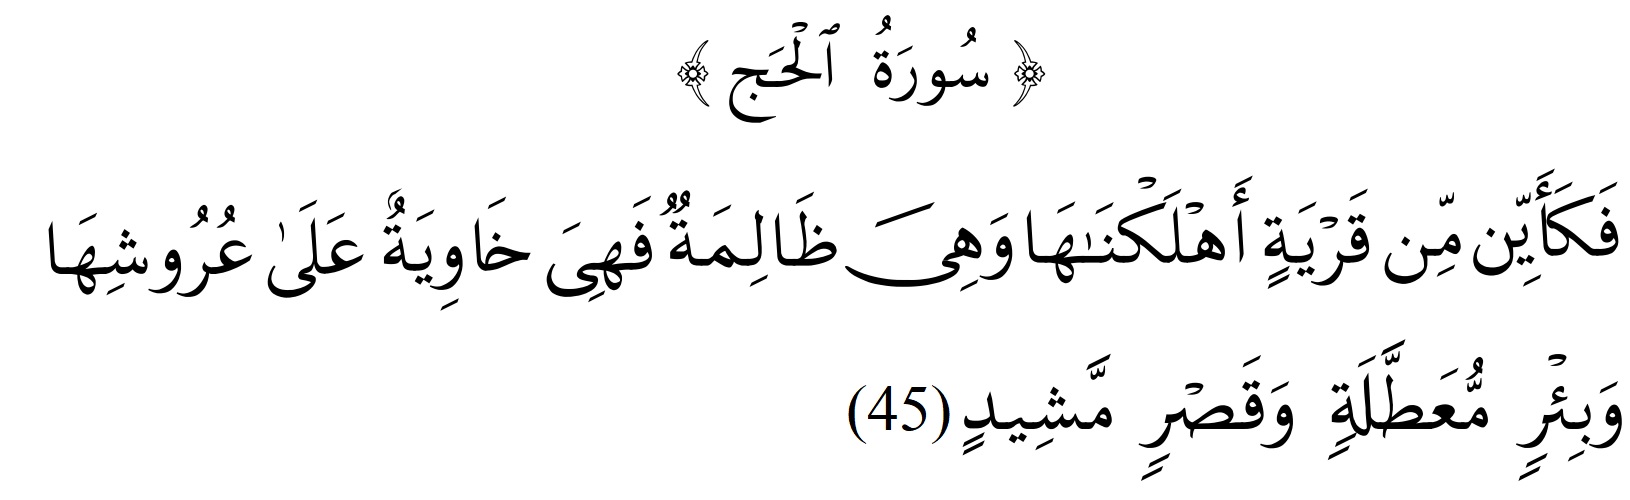 ﴿ سُورَةُ ٱلْحَج ﴾
فَكَأَيِّن مِّن قَرْيَةٍ أَهْلَكْنَٰهَا وَهِىَ ظَالِمَةٌ فَهِىَ خَاوِيَةٌ عَلَىٰ عُرُوشِهَا
وَبِئْرٍ مُّعَطَّلَةٍ وَقَصْرٍ مَّشِيدٍ (45)